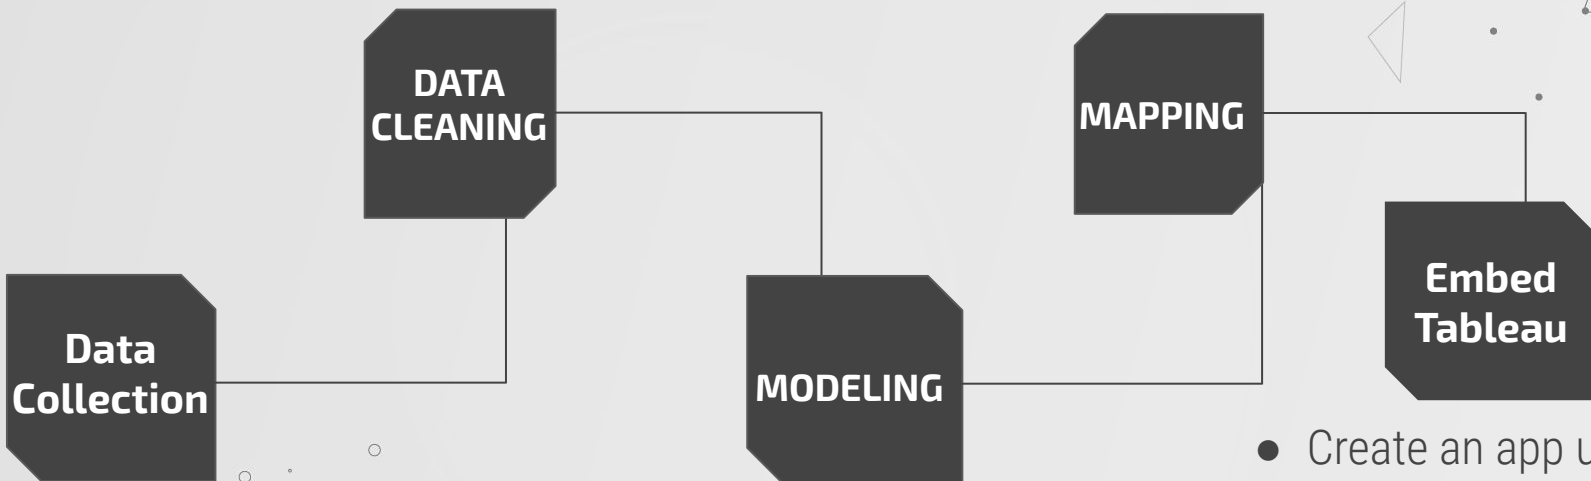 DATA
CLEANING
MAPPING
Embed
Tableau
Data
Collection
MODELING
● Create an app